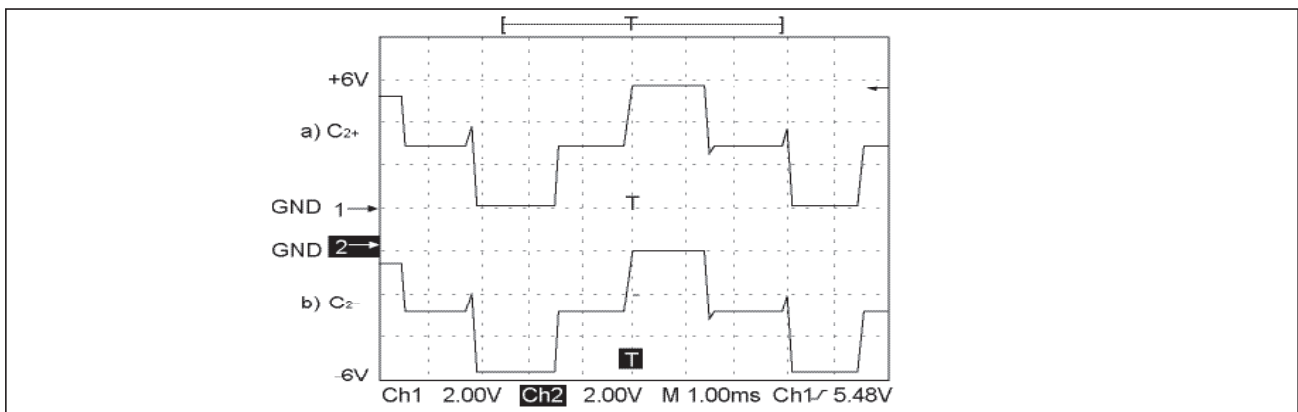 [ T ]
+6V
a) C2+
GND 1
T
GND 2
b) C2–
T
–6V
Ch1 2.00V Ch2 2.00V M 1.00ms Ch1 5.48V